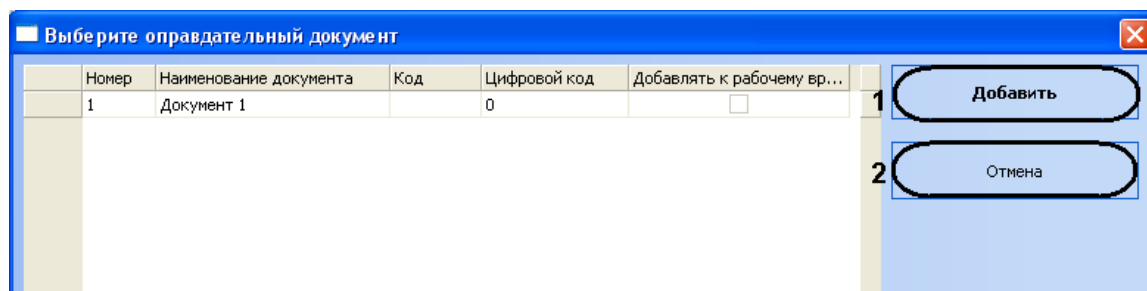 Выберите оправдательный документ
Номер Наименование документа Код Цифровой код Добавлять к рабочему вр...
1 Документ 1 0
1 Добавить
2 Отмена